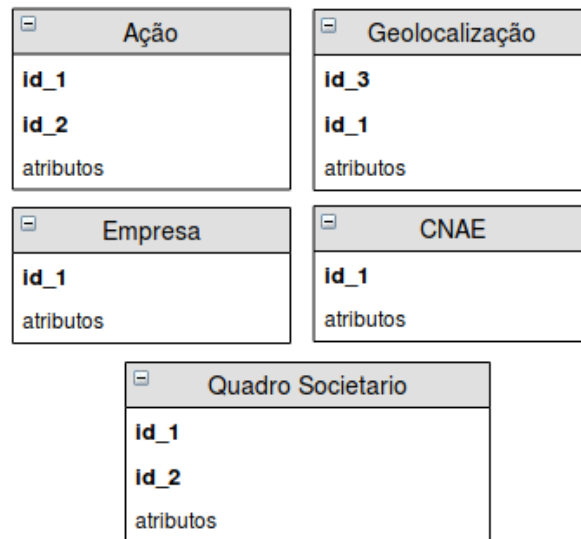 Ação
id_1
id_2
atributos
Geolocalização
id_3
id_1
atributos
Empresa
id_1
atributos
CNAE
id_1
atributos
Quadro Societario
id_1
id_2
atributos